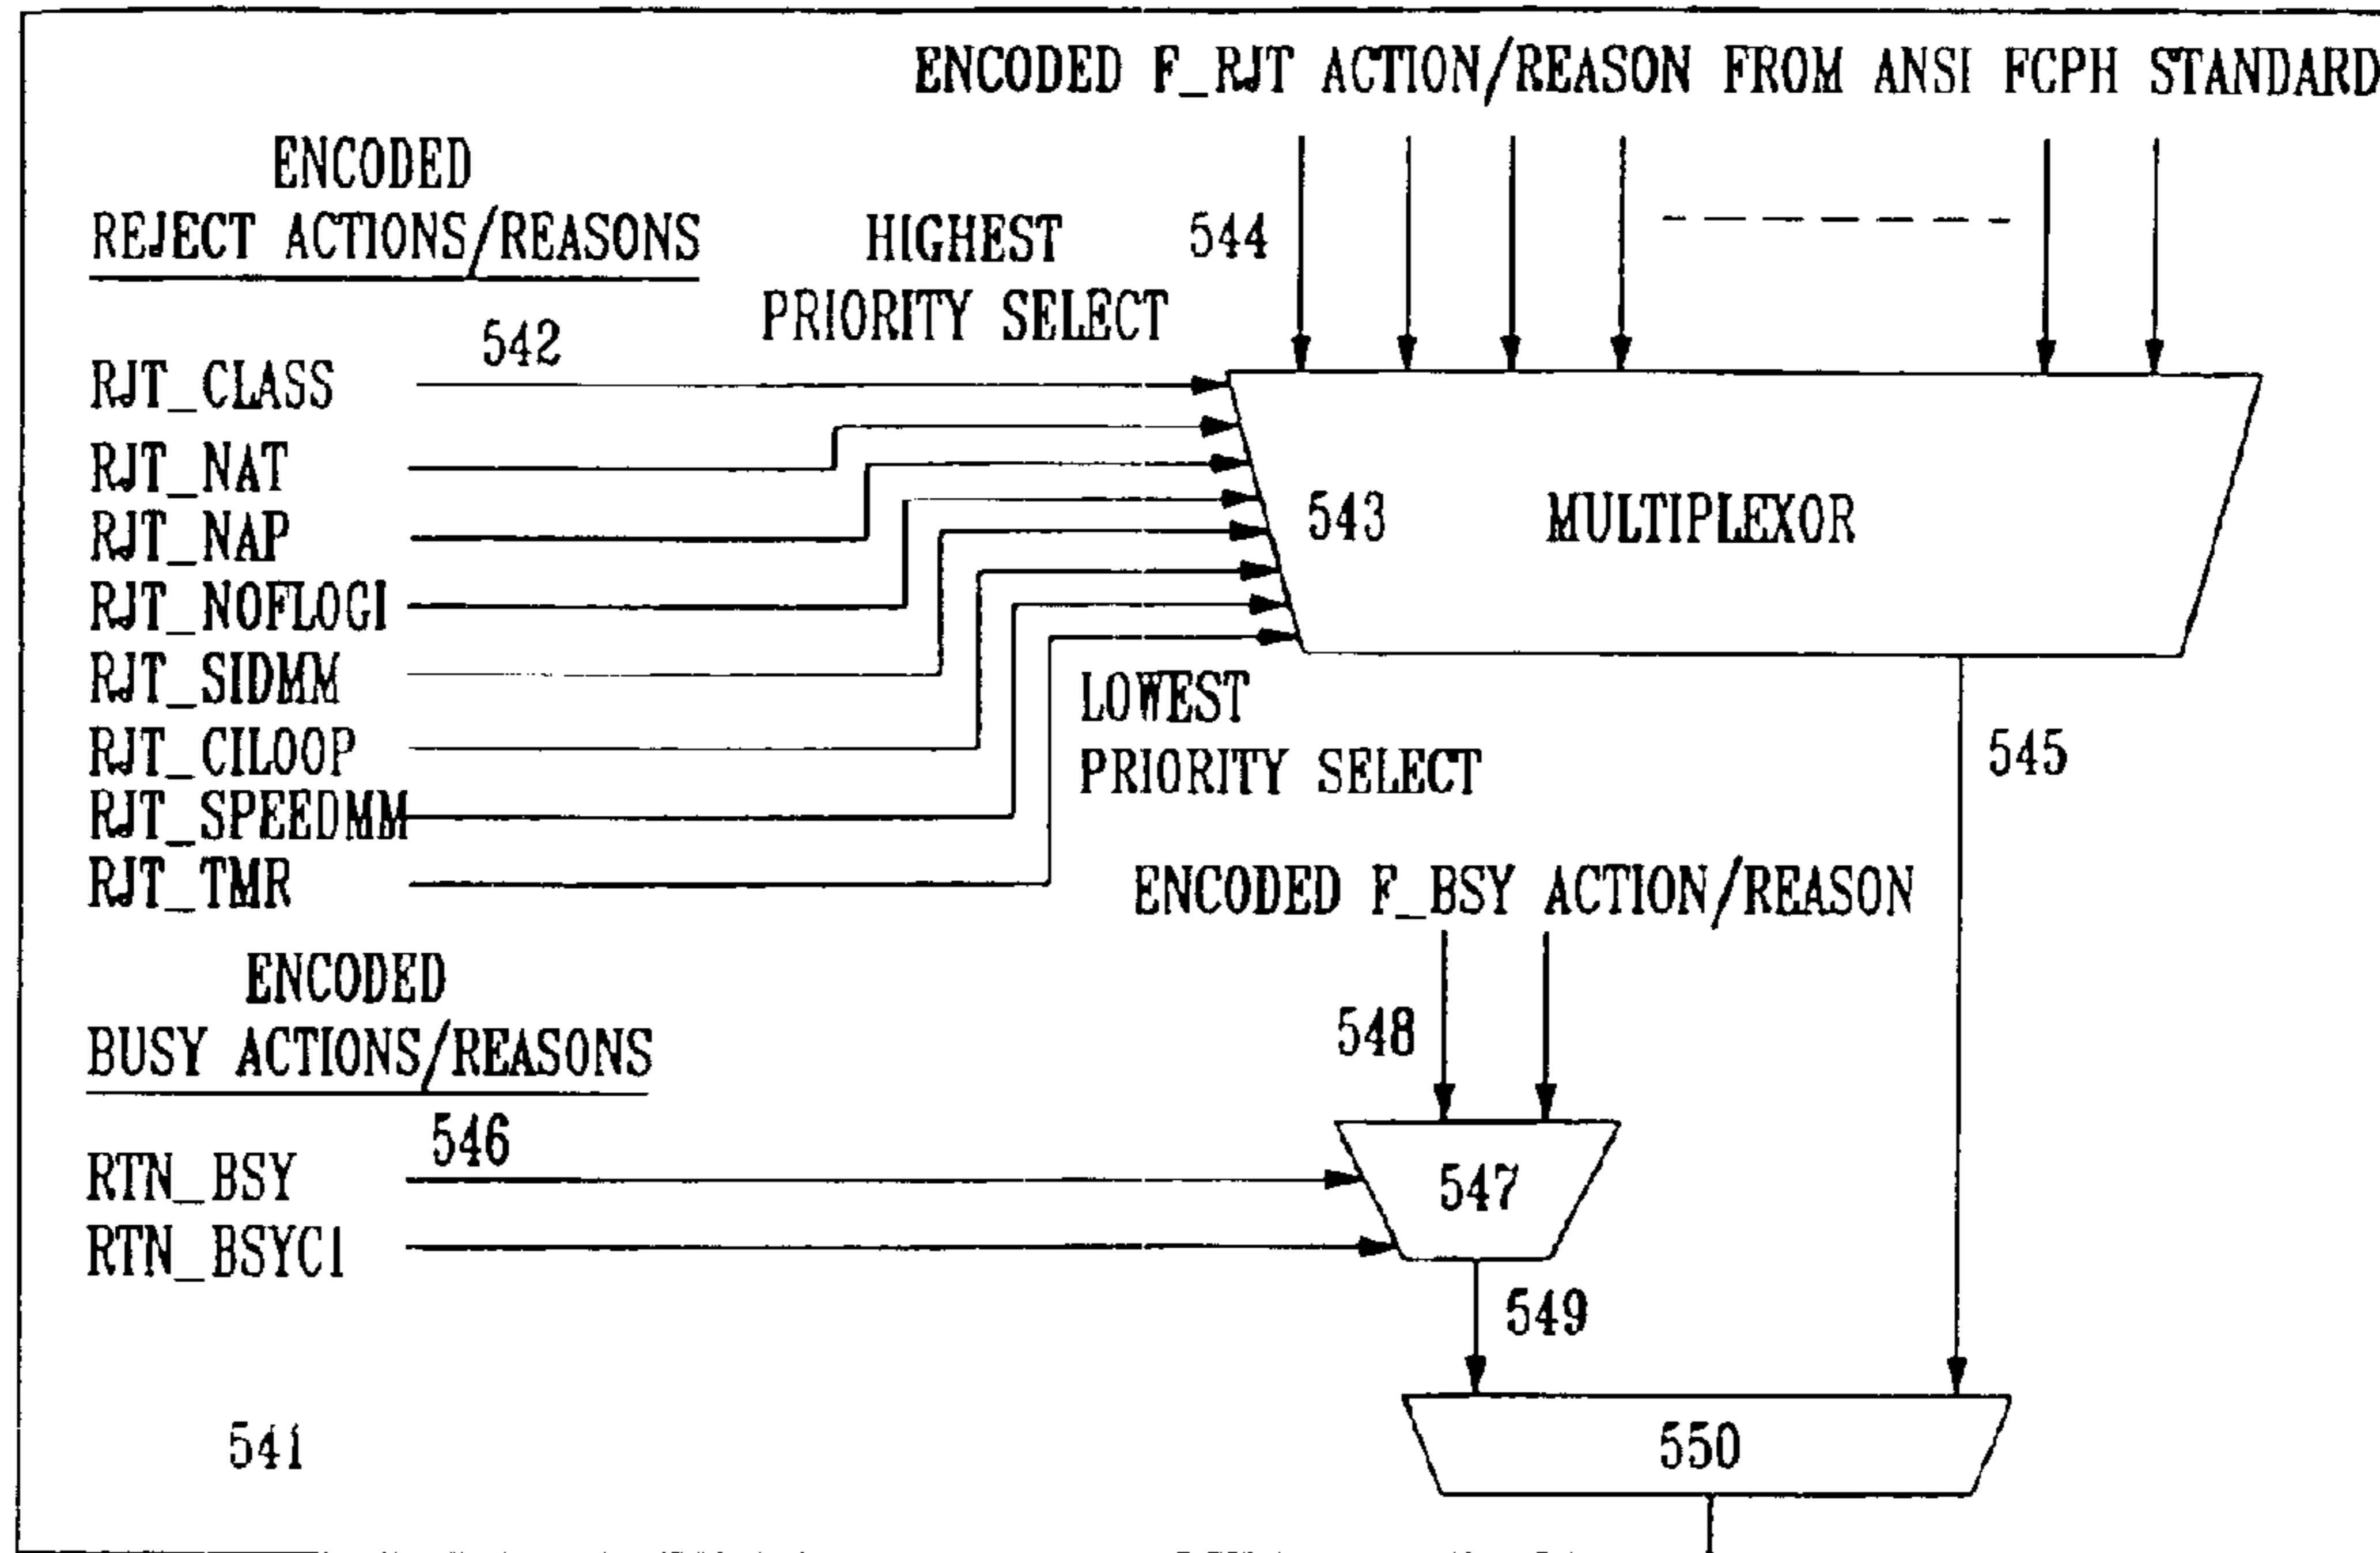 ENCODED F_RJT ACTION/REASON FROM ANSI FCPH STANDARD
ENCODED
REJECT ACTIONS/REASONS
HIGHEST
PRIORITY SELECT
544
542
RJT_CLASS
RJT_NAT
RJT_NAP
RJT_NOFLOGI
RJT_SIDMM
RJT_CILOOP
RJT_SPEEDMM
RJT_TMR
543
MULTIPLEXOR
LOWEST
PRIORITY SELECT
545
ENCODED F_BSY ACTION/REASON
ENCODED
BUSY ACTIONS/REASONS
548
546
RTN_BSY
RTN_BSYC1
547
549
541
550